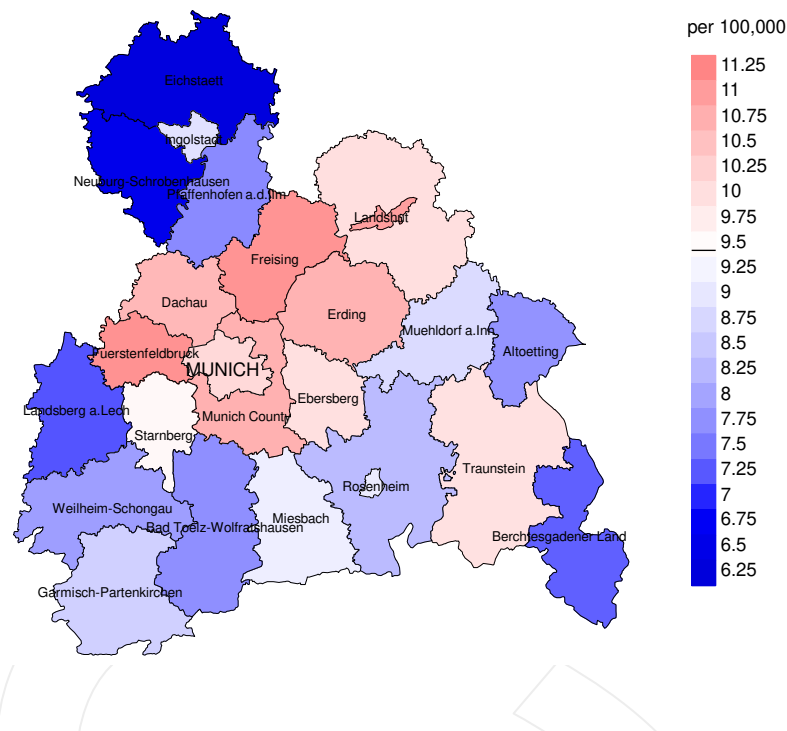 per 100,000
11.25
11
10.75
10.5
10.25
10
9.75
9.5
9.25
9
8.75
8.5
8.25
8
7.75
7.5
7.25
7
6.75
6.5
6.25
Eichstaett
Ingolstadt
Neuburg-Schrobenhausen
Pfaffenhofen a.d.Ilm
Landshut
Freising
Dachau
Erding
Muehldorf a.Inn
Altoetting
Fuerstenfeldbruck
MUNICH
Ebersberg
Landsberg a.Lech
Munich County
Starnberg
Traunstein
Rosenheim
Weilheim-Schongau
Miesbach
Bad Toelz-Wolfratshausen
Berchtesgadener Land
Garmisch-Partenkirchen